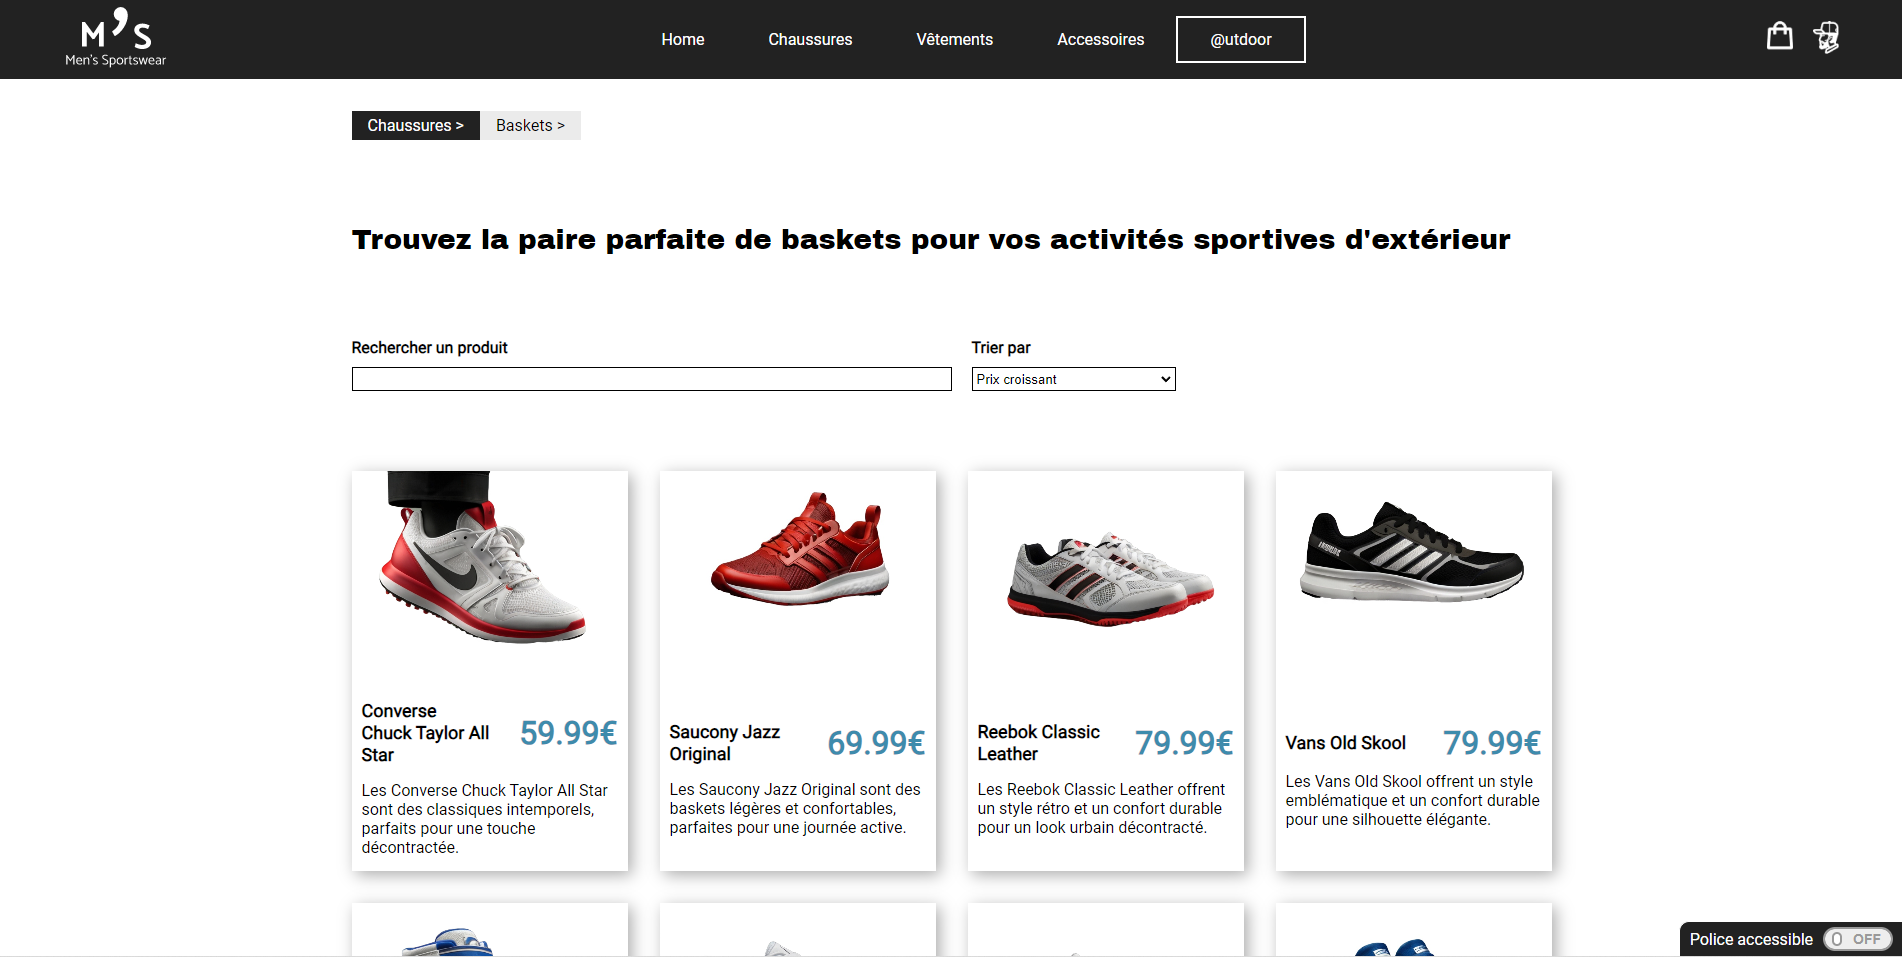 M's
Men's Sportswear
Home
Chaussures
Vêtements
Accessoires
@utdoor
Chaussures >
Baskets >
Trouvez la paire parfaite de baskets pour vos activités sportives d'extérieur
Rechercher un produit
Trier par
Prix croissant
Converse
Chuck Taylor All
Star
59.99€
Les Converse Chuck Taylor All Star
sont des classiques intemporels,
parfaits pour une touche
décontractée.
Saucony Jazz
Original
69.99€
Les Saucony Jazz Original sont des
baskets légères et confortables,
parfaites pour une journée active.
Reebok Classic
Leather
79.99€
Les Reebok Classic Leather offrent
un style rétro et un confort durable
pour un look urbain décontracté.
Vans Old Skool
79.99€
Les Vans Old Skool offrent un style
emblématique et un confort durable
pour une silhouette élégante.
Police accessible
OFF